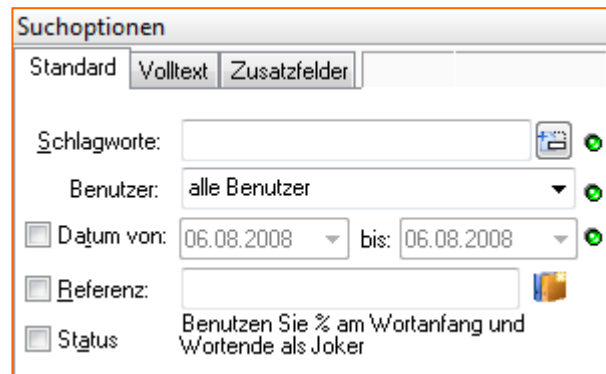 Suchoptionen
Standard Volltext Zusatzfelder
Schlagworte:
Benutzer: alle Benutzer
Datum von: 06.08.2008 bis: 06.08.2008
Referenz:
Status Benutzen Sie % am Wortanfang und
Wortende als Joker